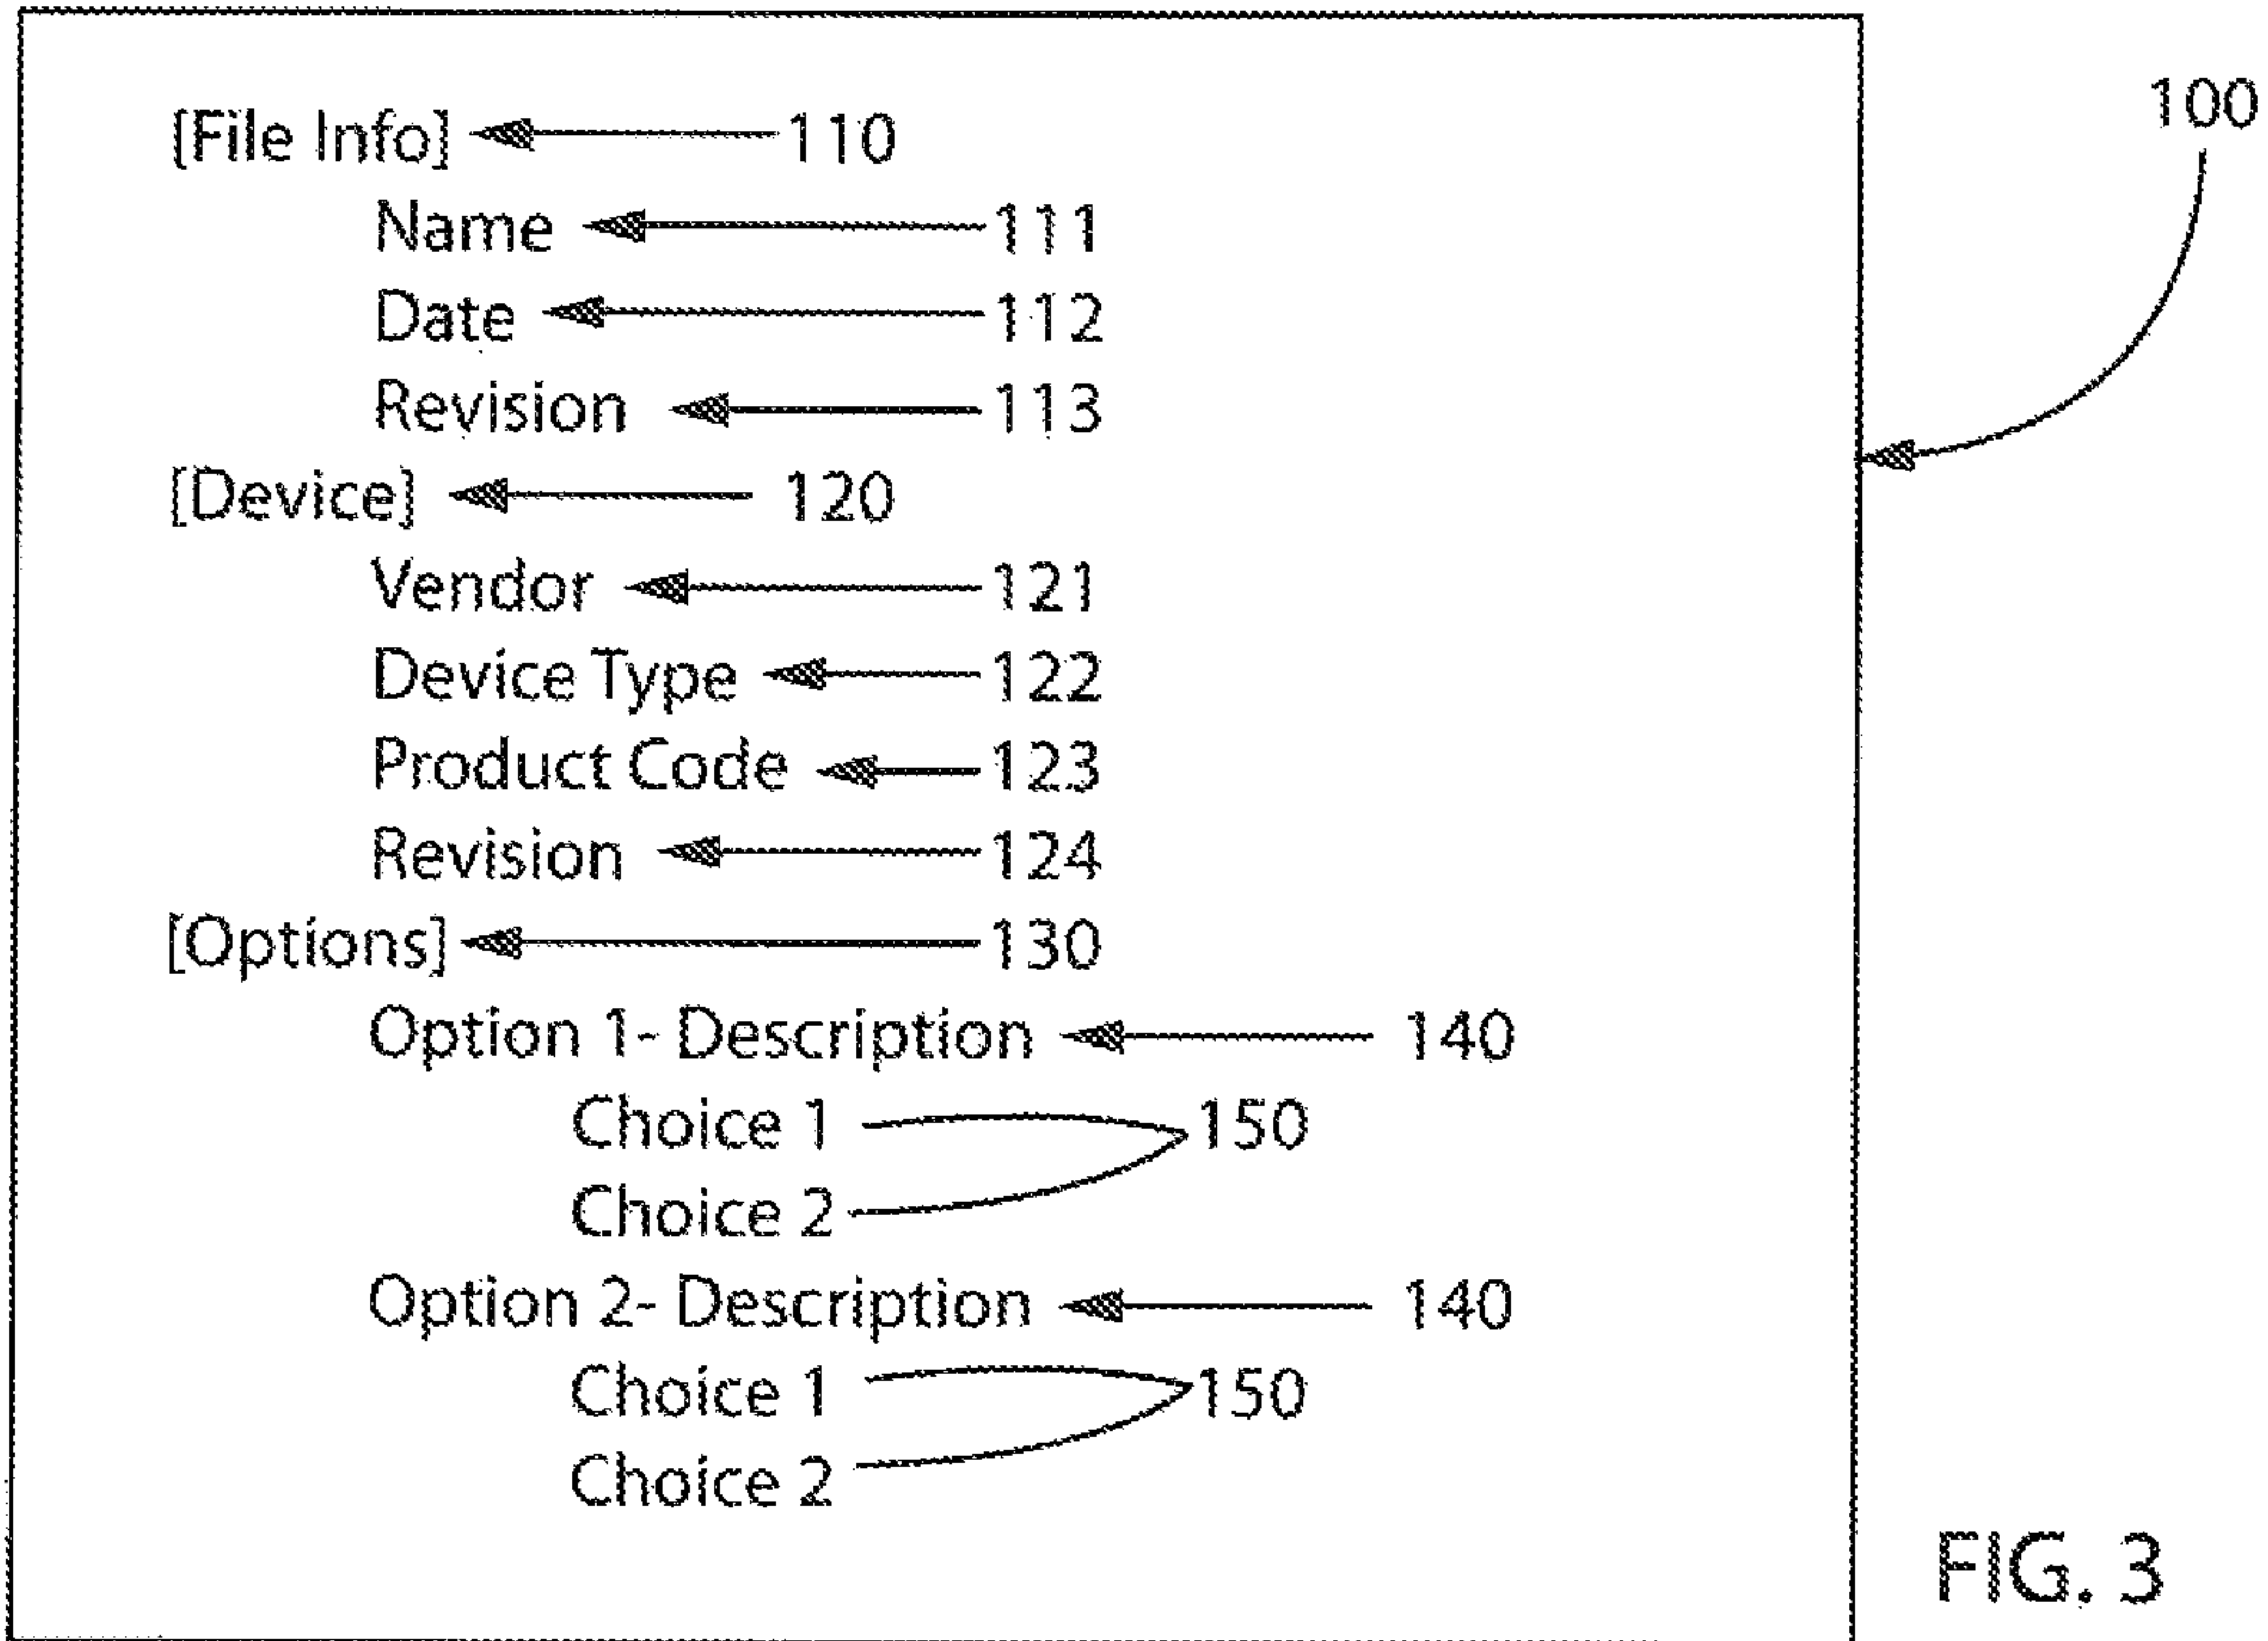 100
[File Info] 110
Name 111
Date 112
Revision 113
[Device] 120
Vendor 121
Device Type 122
Product Code 123
Revision 124
[Options] 130
Option 1- Description 140
Choice 1 150
Choice 2
Option 2- Description 140
Choice 1 150
Choice 2
FIG. 3